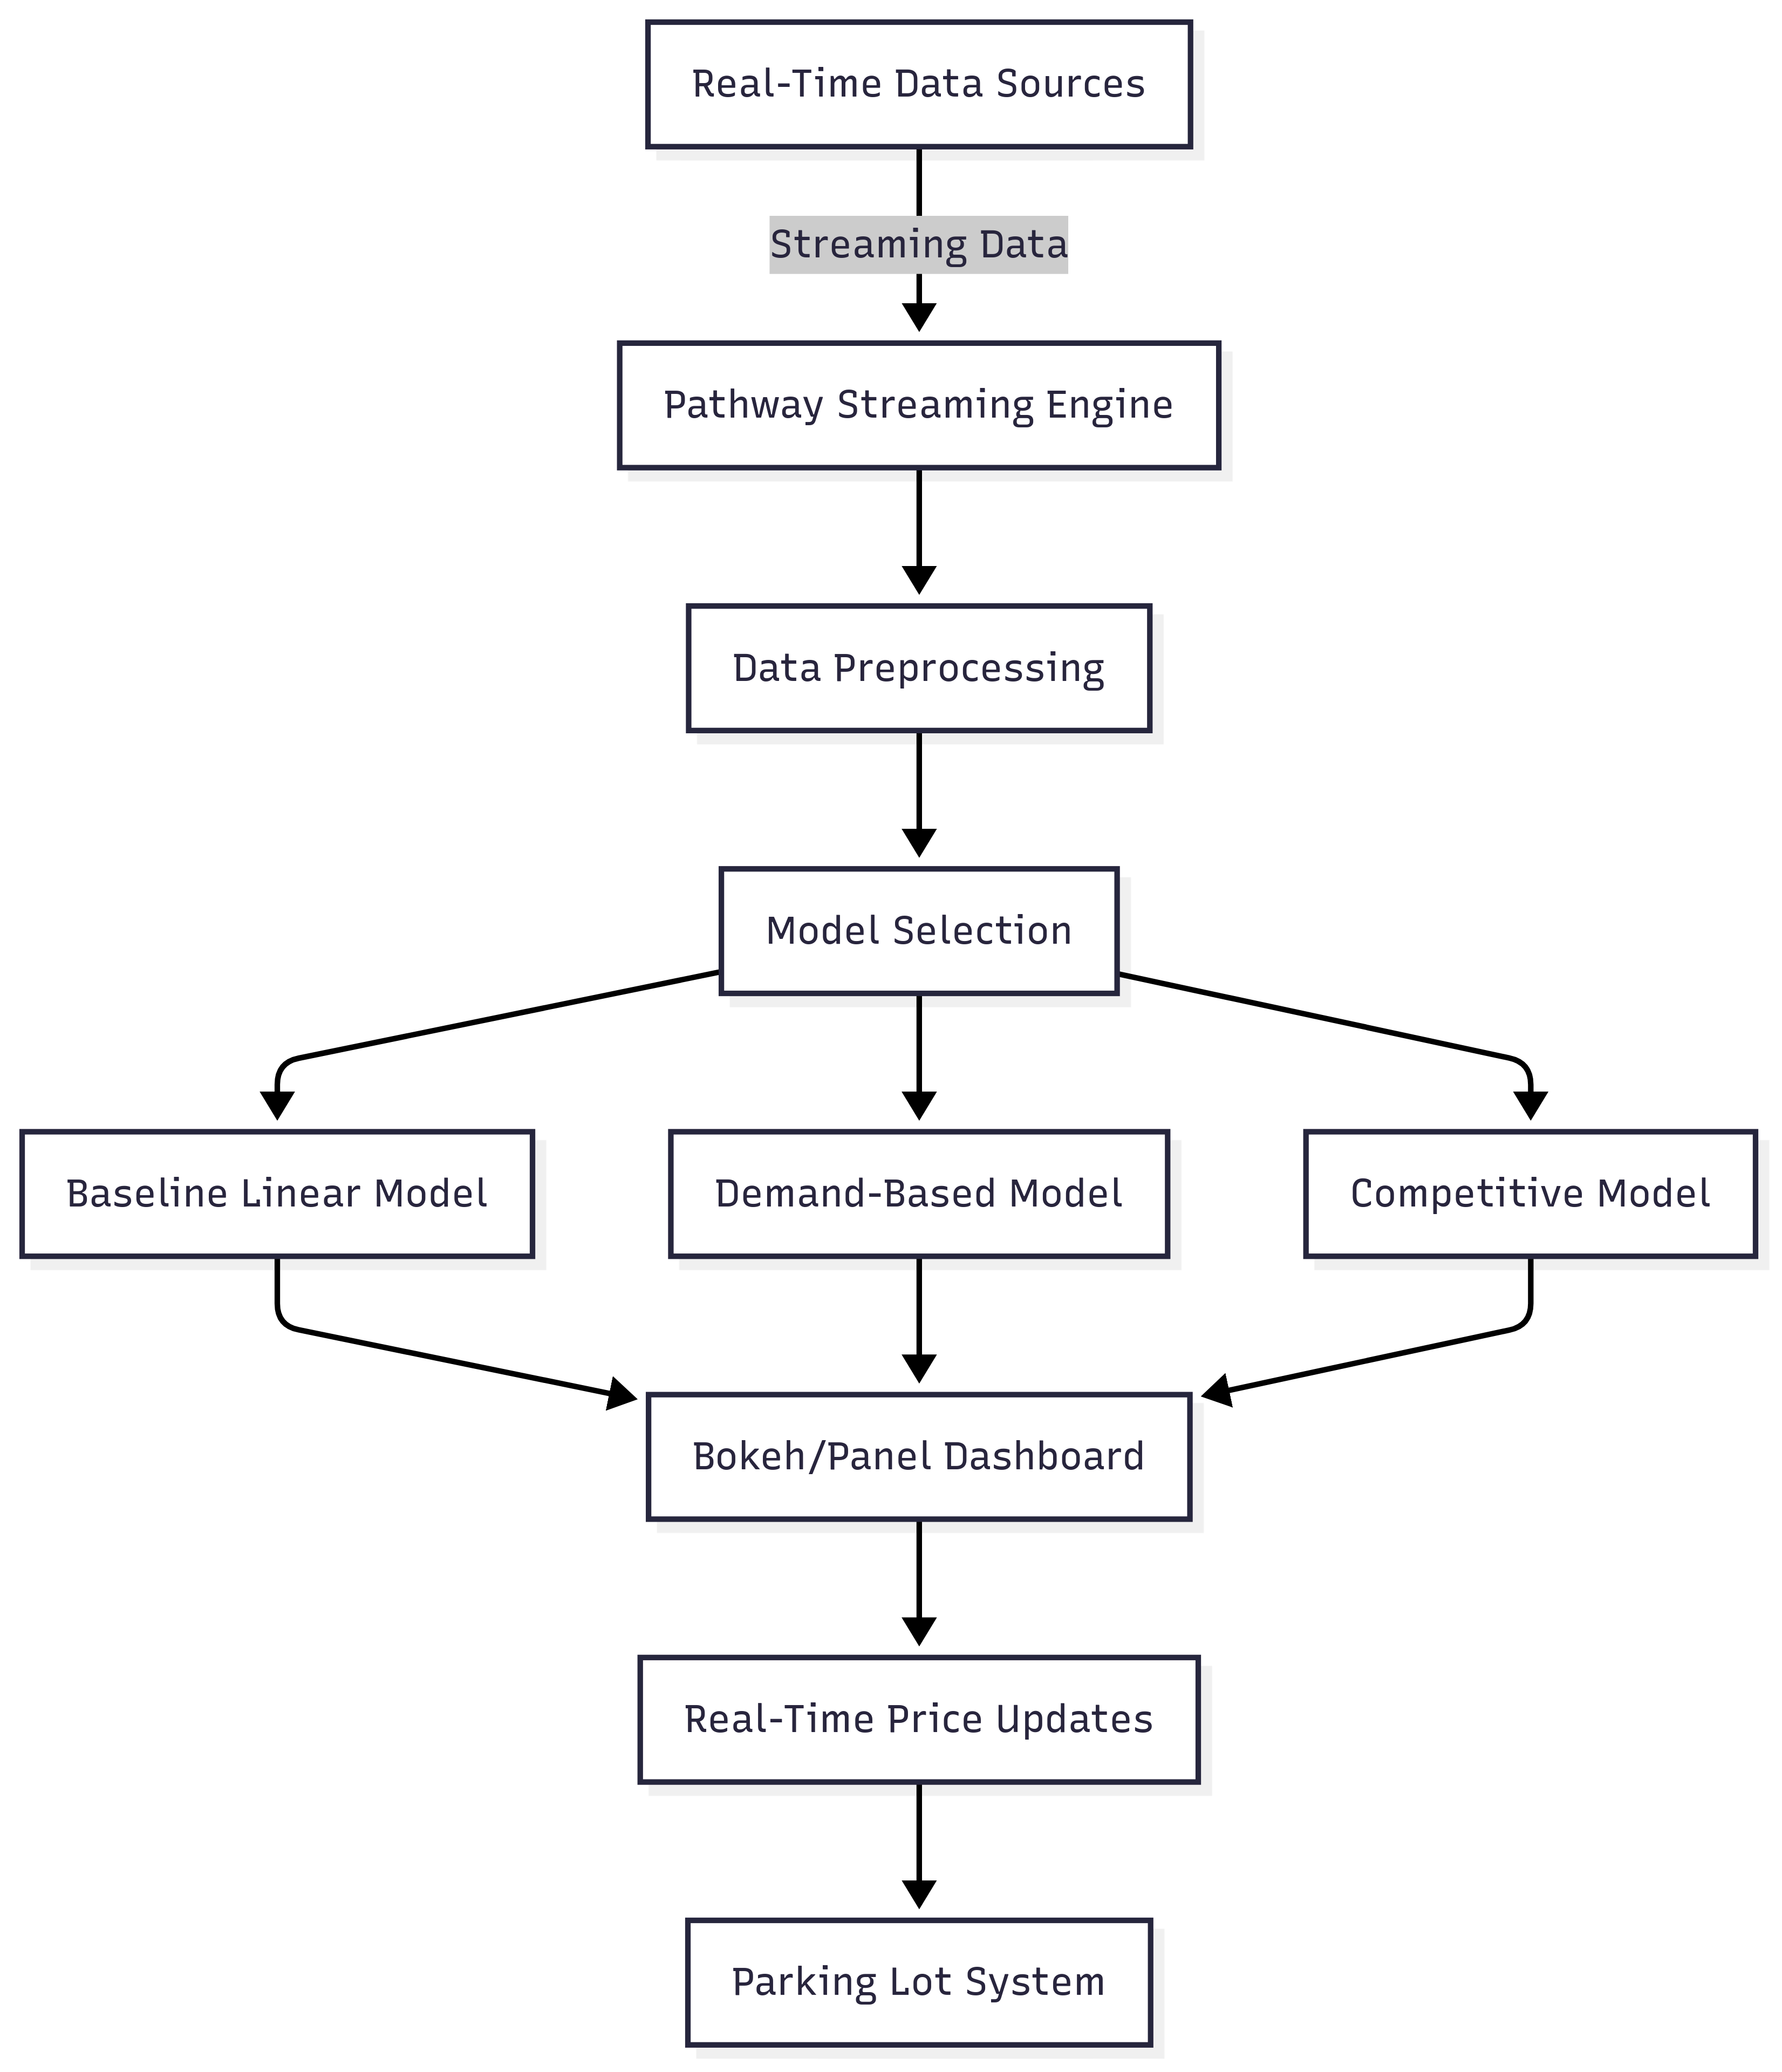 Real-Time Data Sources
Streaming Data
Pathway Streaming Engine
Data Preprocessing
Model Selection
Baseline Linear Model
Demand-Based Model
Competitive Model
Bokeh/Panel Dashboard
Real-Time Price Updates
Parking Lot System